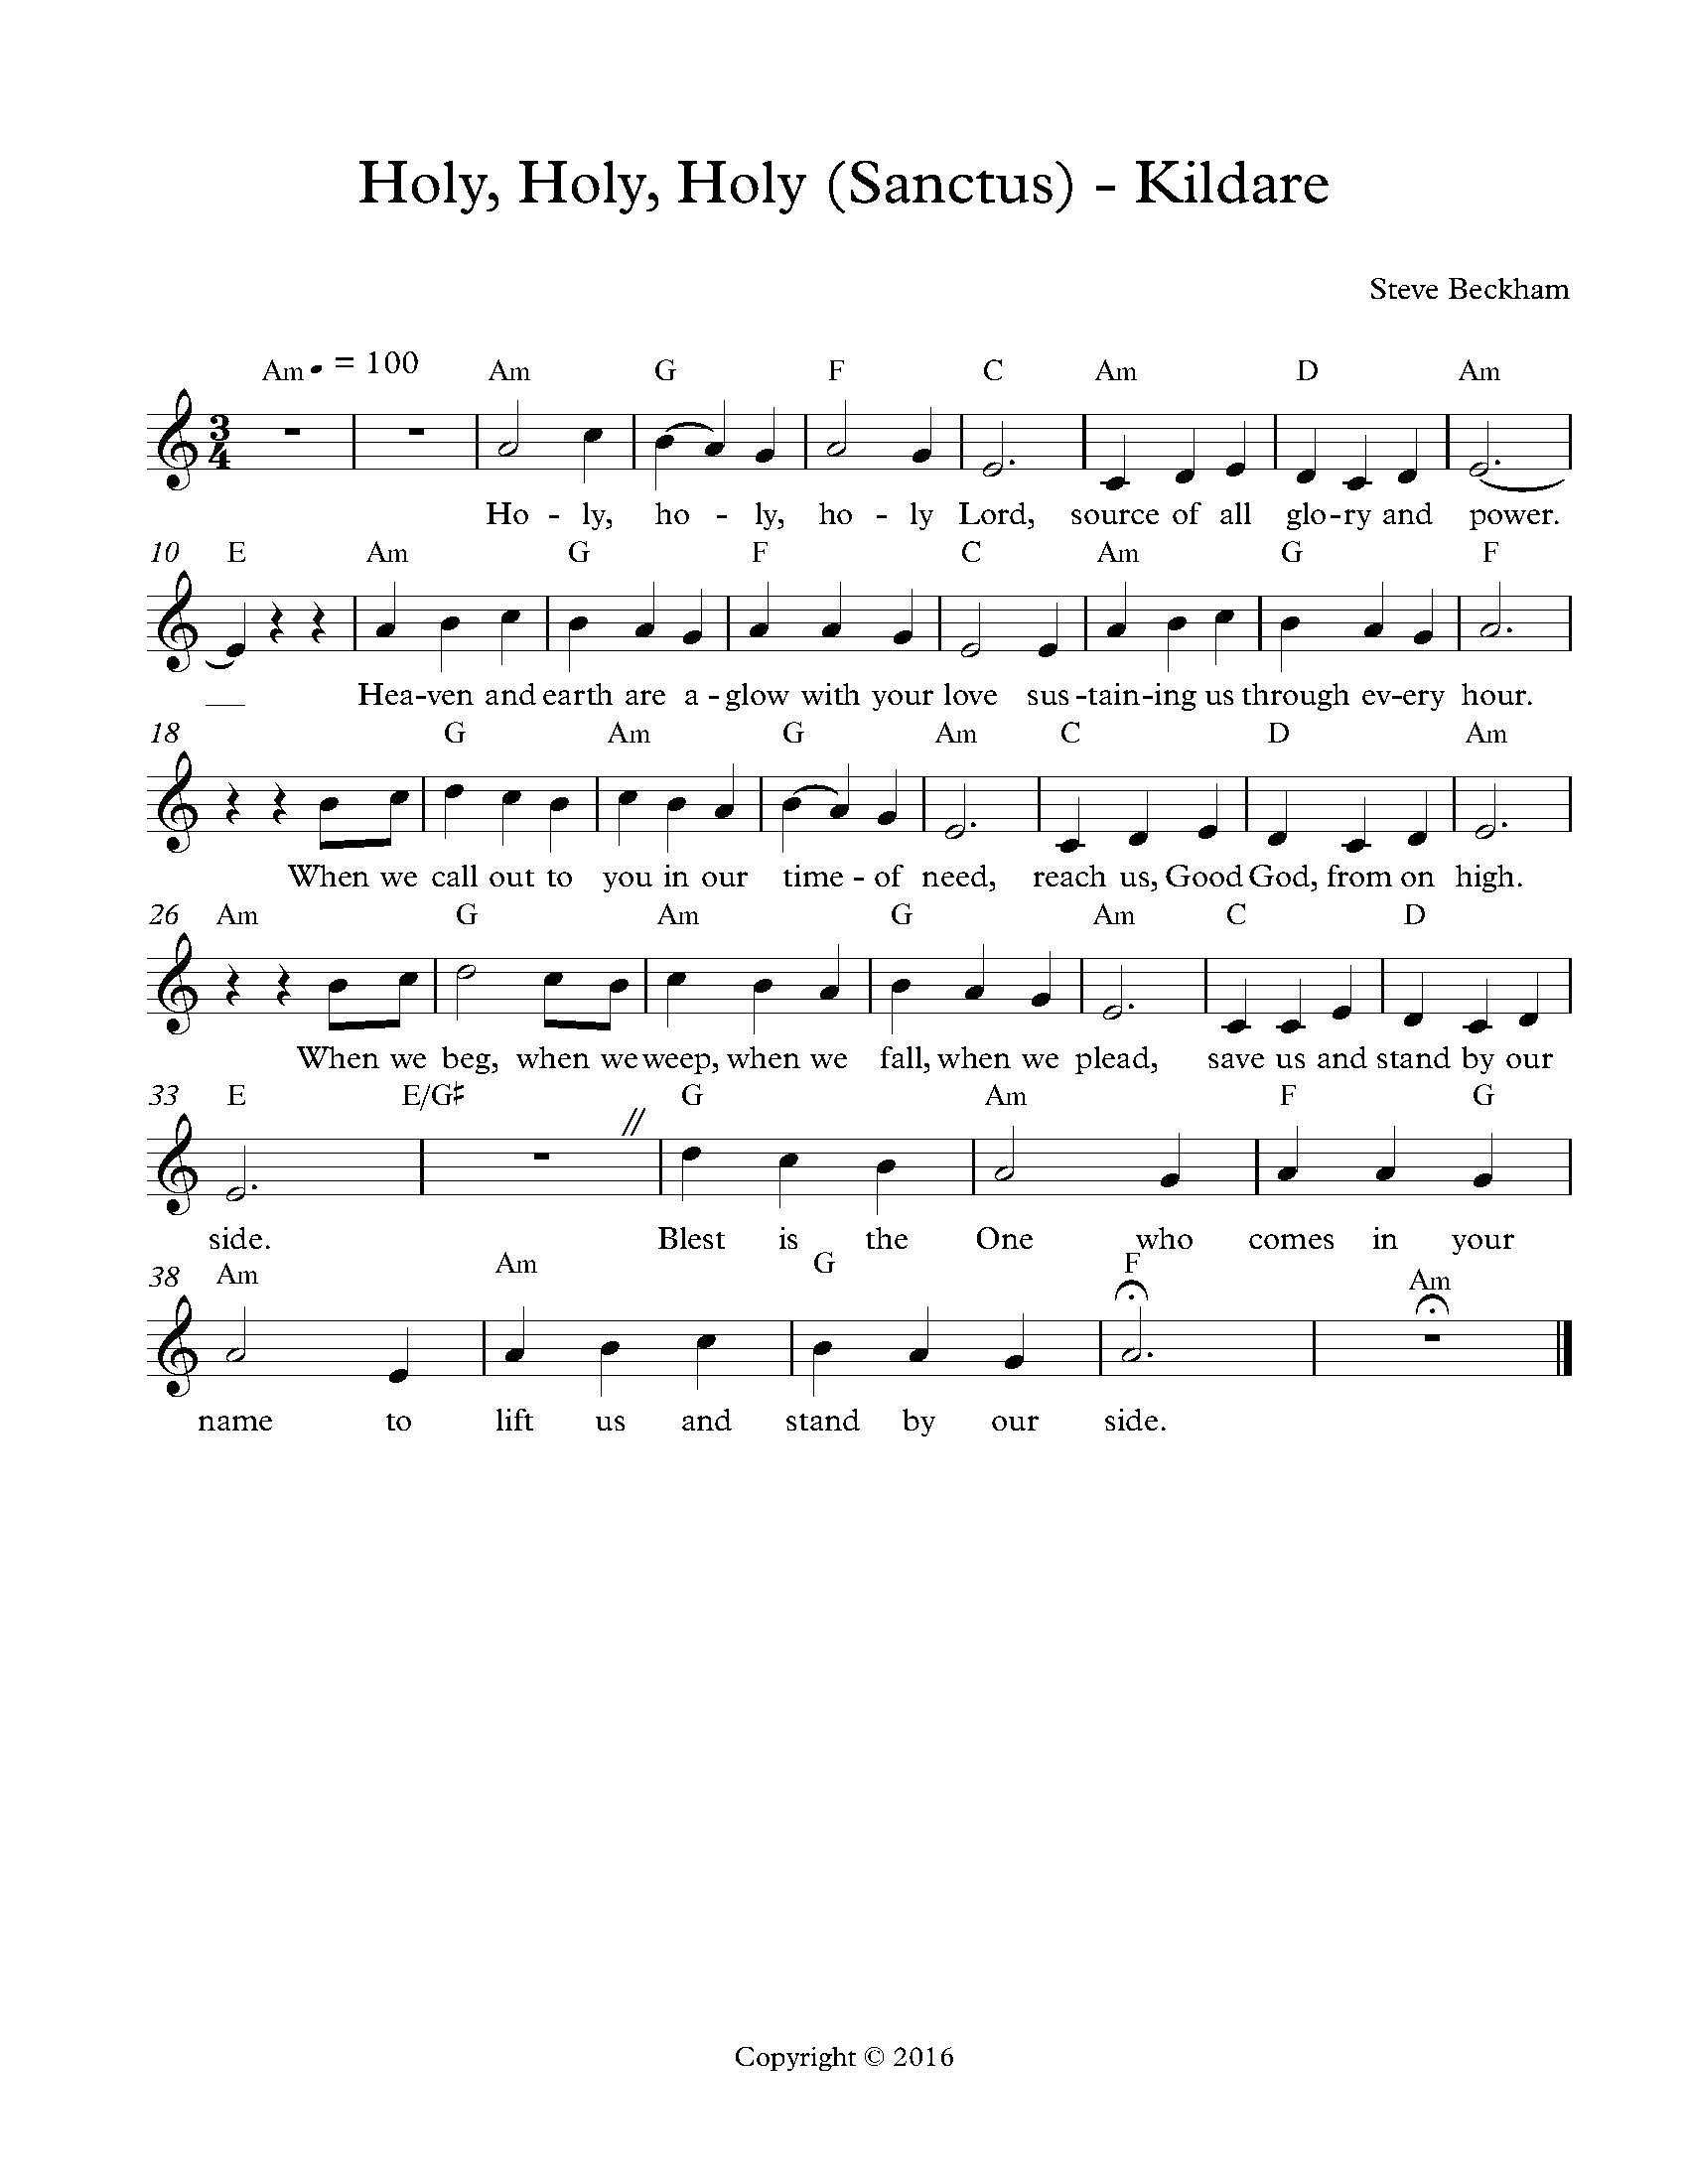 Holy, Holy, Holy (Sanctus) - Kildare
Steve Beckham
Am = 100 Am G F C Am D Am
3
4
Ho - ly, ho - ly, ho - ly Lord, source of all glo-ry and power.
10 E Am G F C Am G F
Hea-ven and earth are a-glow with your love sus-tain-ing us through ev-ery hour.
18 G Am G Am C D Am
When we call out to you in our time - of need, reach us, Good God, from on high.
26 Am G Am G Am C D
When we beg, when we weep, when we fall, when we plead, save us and stand by our
33 E E/G♯ G Am F G
side. Blest is the One who comes in your
38 Am Am G F Am
name to lift us and stand by our side.
Copyright © 2016